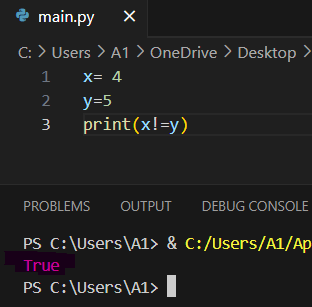 main.py ×
C: > Users > A1 > OneDrive > Desktop >
1 x= 4
2 y=5
3 print(x!=y)
PROBLEMS OUTPUT DEBUG CONSOLE
PS C:\Users\A1> & C:/Users/A1/Ap
True
PS C:\Users\A1>